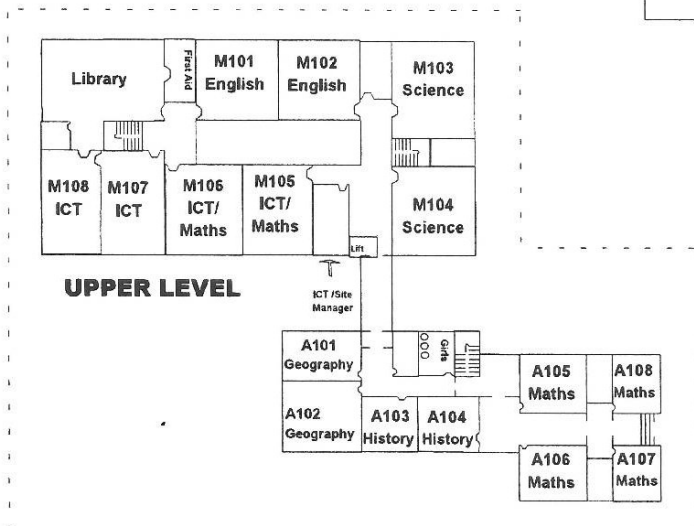 Library
First Aid
M101
English
M102
English
M103
Science
M108
ICT
M107
ICT
M106
ICT/
Maths
M105
ICT/
Maths
M104
Science
Lift
UPPER LEVEL
ICT /Site
Manager
A101
Geography
Girls
A102
Geography
A103
History
A104
History
A105
Maths
A108
Maths
A106
Maths
A107
Maths